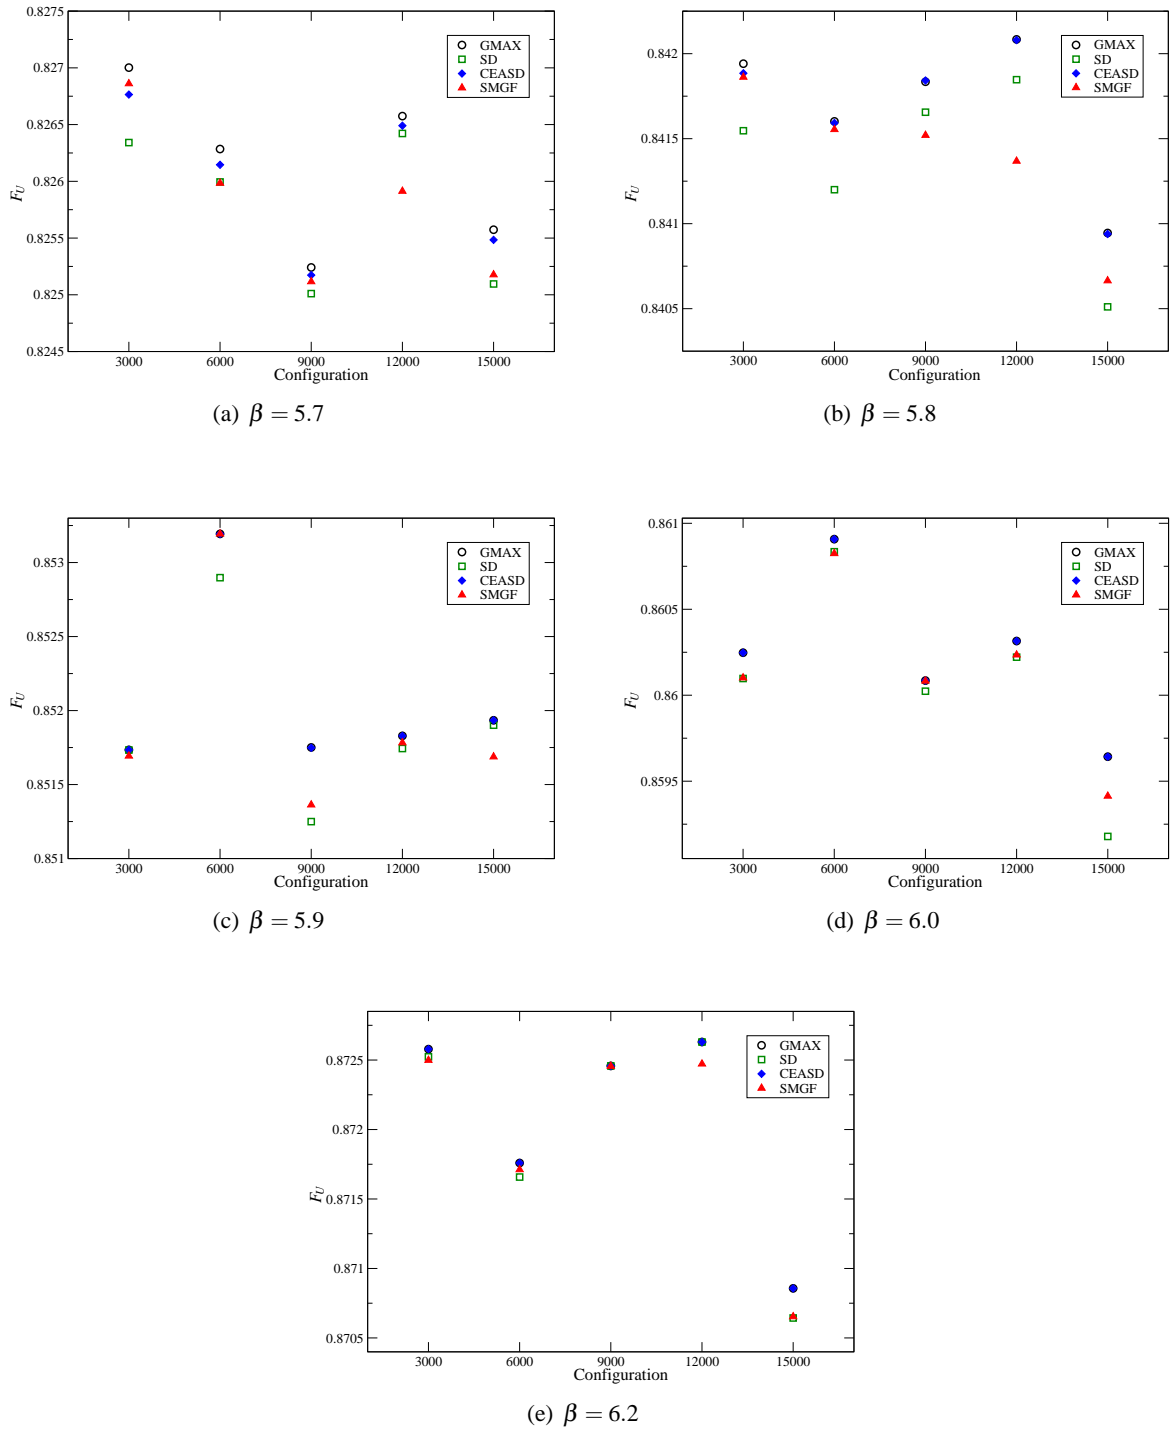 0.8275
0.827
0.8265
0.826
0.8255
0.825
0.8245
F_U
3000 6000 9000 12000 15000
Configuration
GMAX
SD
CEASD
SMGF
(a) β = 5.7
0.842
0.8415
0.841
0.8405
F_U
3000 6000 9000 12000 15000
Configuration
GMAX
SD
CEASD
SMGF
(b) β = 5.8
0.853
0.8525
0.852
0.8515
0.851
F_U
3000 6000 9000 12000 15000
Configuration
GMAX
SD
CEASD
SMGF
(c) β = 5.9
0.861
0.8605
0.86
0.8595
F_U
3000 6000 9000 12000 15000
Configuration
GMAX
SD
CEASD
SMGF
(d) β = 6.0
0.8725
0.872
0.8715
0.871
0.8705
F_U
3000 6000 9000 12000 15000
Configuration
GMAX
SD
CEASD
SMGF
(e) β = 6.2